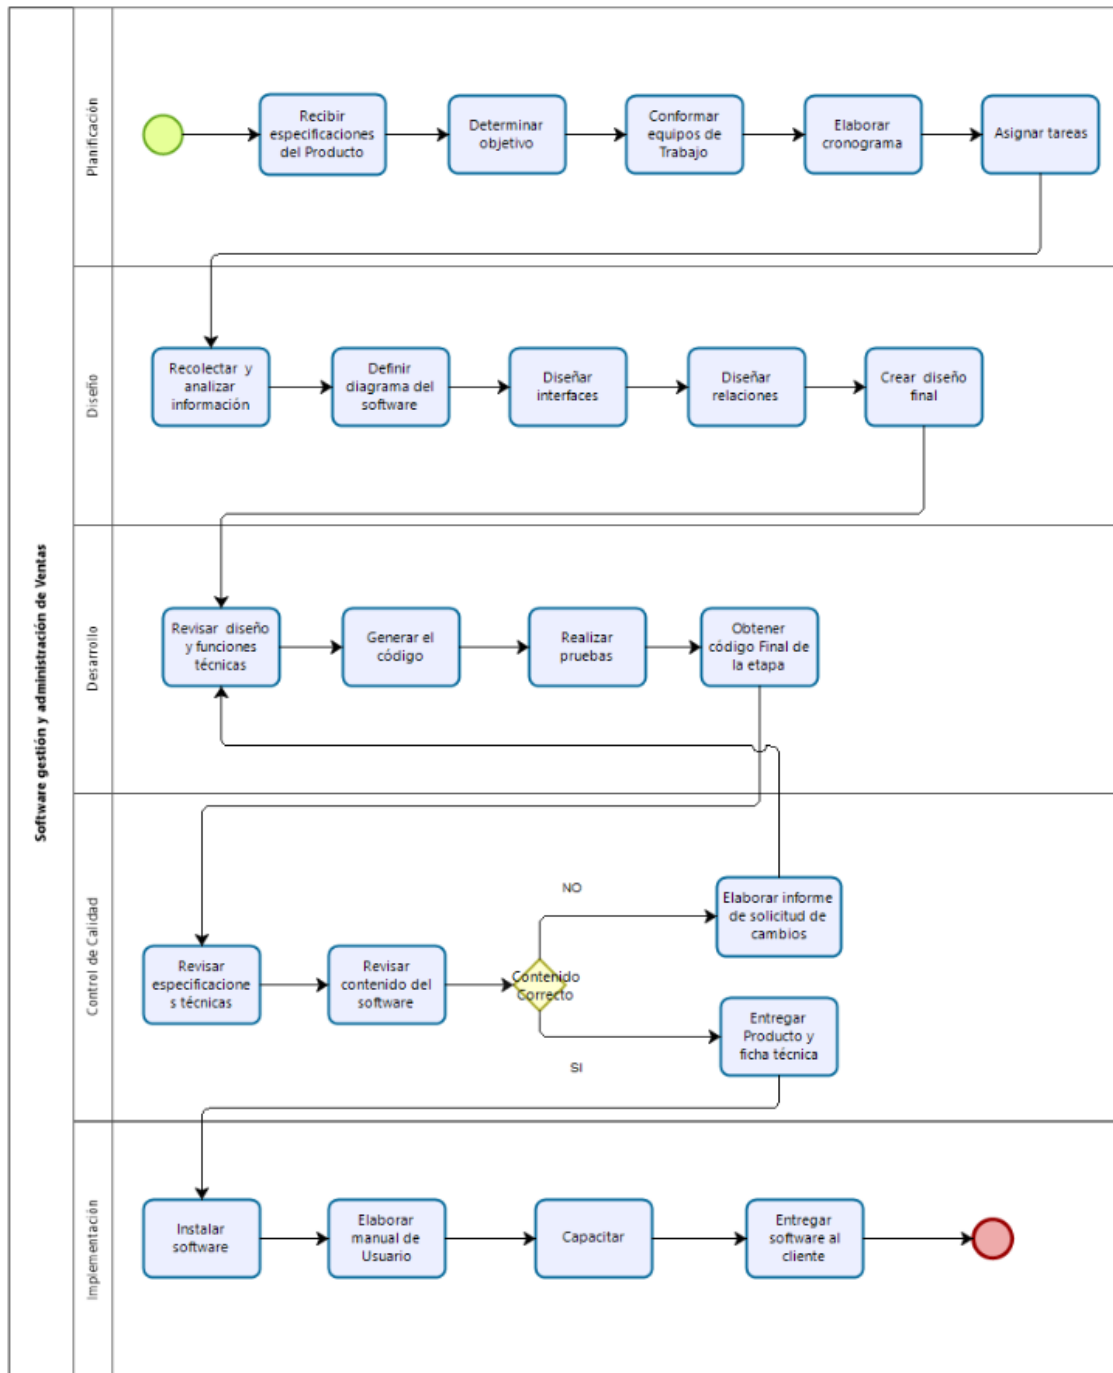 Software gestión y administración de Ventas
Planificación
Recibir
especificaciones
del Producto
Determinar
objetivo
Conformar
equipos de
Trabajo
Elaborar
cronograma
Asignar tareas
Diseño
Recolectar y
analizar
información
Definir
diagrama del
software
Diseñar
interfaces
Diseñar
relaciones
Crear diseño
final
Desarrollo
Revisar diseño
y funciones
técnicas
Generar el
código
Realizar
pruebas
Obtener
código Final de
la etapa
Control de Calidad
Revisar
especificacione
s técnicas
Revisar
contenido del
software
Contenido
Correcto
NO
Elaborar informe
de solicitud de
cambios
SI
Entregar
Producto y
ficha técnica
Implementación
Instalar
software
Elaborar
manual de
Usuario
Capacitar
Entregar
software al
cliente